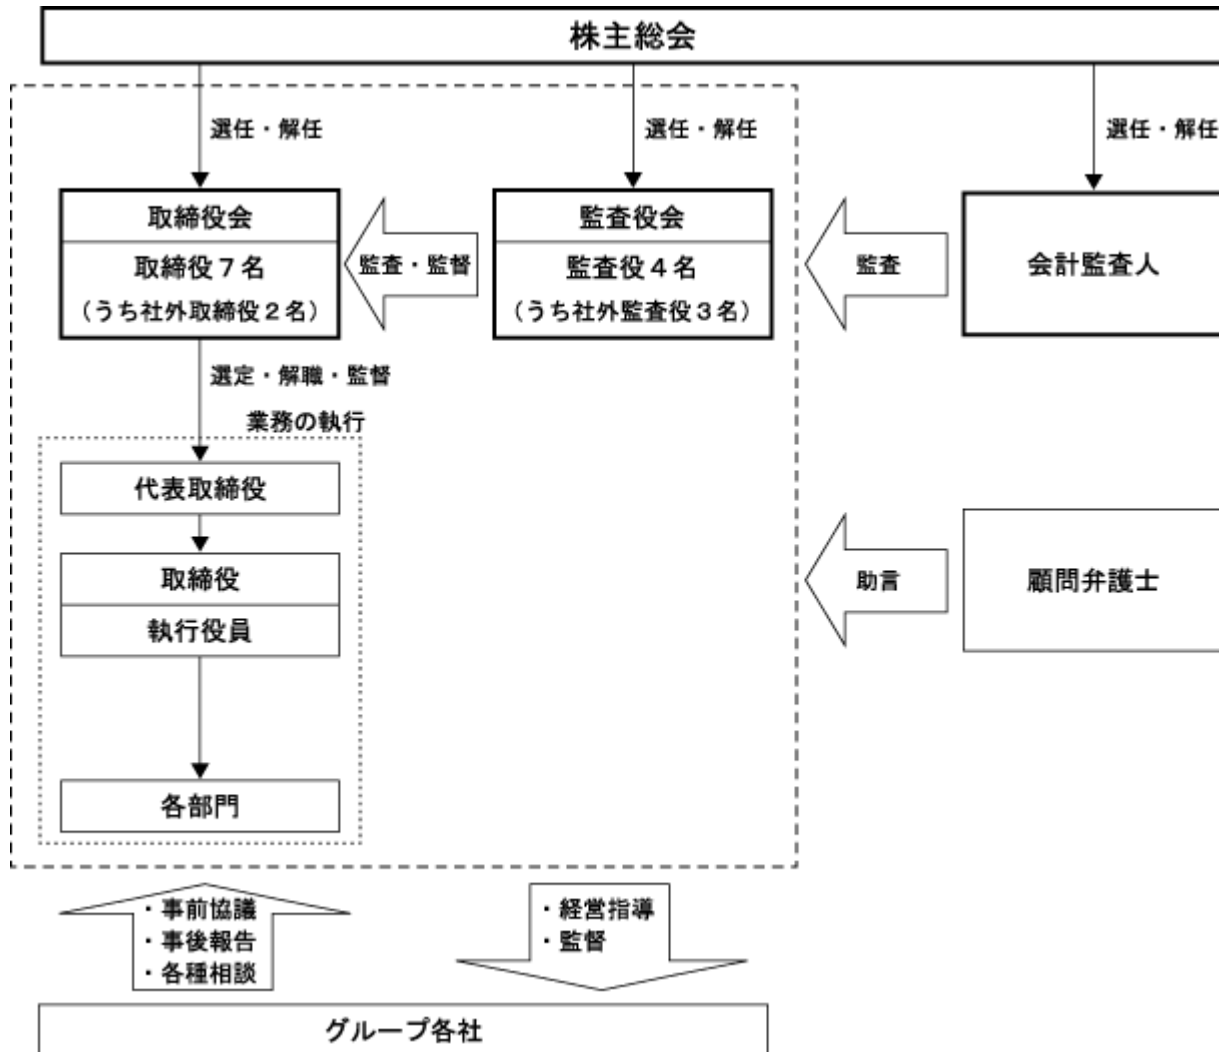 株主総会
選任・解任
選任・解任
選任・解任
取締役会
取締役7名
（うち社外取締役2名）
監査・監督
監査役会
監査役4名
（うち社外監査役3名）
監査
会計監査人
選定・解職・監督
業務の執行
代表取締役
取締役
執行役員
各部門
助言
顧問弁護士
・事前協議
・事後報告
・各種相談
・経営指導
・監督
グループ各社